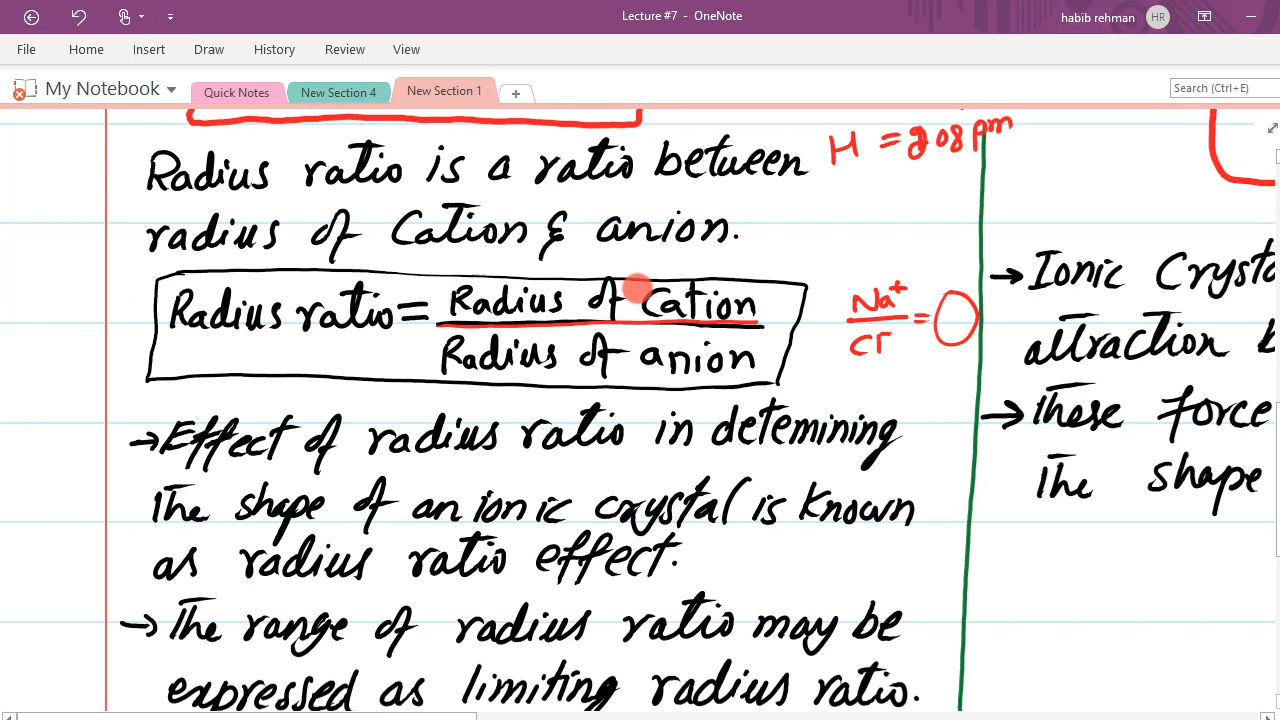 Lecture #7 - OneNote
habib rehman
HR
File Home Insert Draw History Review View
My Notebook
Quick Notes
New Section 4
New Section 1
Search (Ctrl+E)
Radius ratio is a ratio between
radius of Cation & anion.
Radius ratio = Radius of Cation
Radius of anion
→ Effect of radius ratio in detemining
The shape of an ionic crystal is known
as radius ratio effect.
→ The range of radius ratio may be
expressed as limiting radius ratio.
H = 208 pm
Na+
Cl-
=
→ Ionic Crysta
attraction b
→ These force
The shape